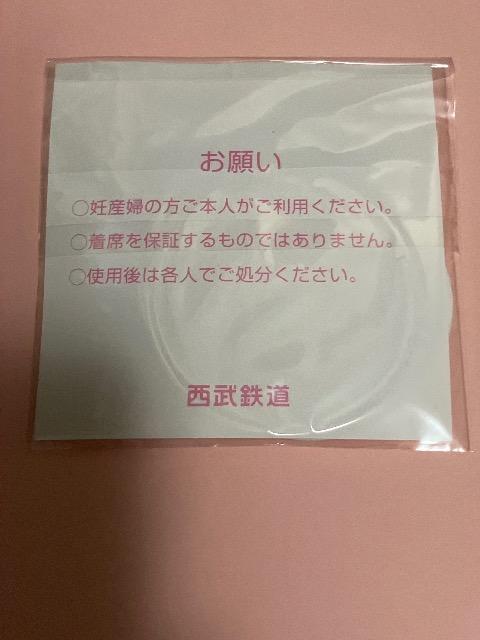 お願い
○妊産婦の方ご本人がご利用ください。
○着席を保証するものではありません。
○使用後は各人でご処分ください。
西武鉄道